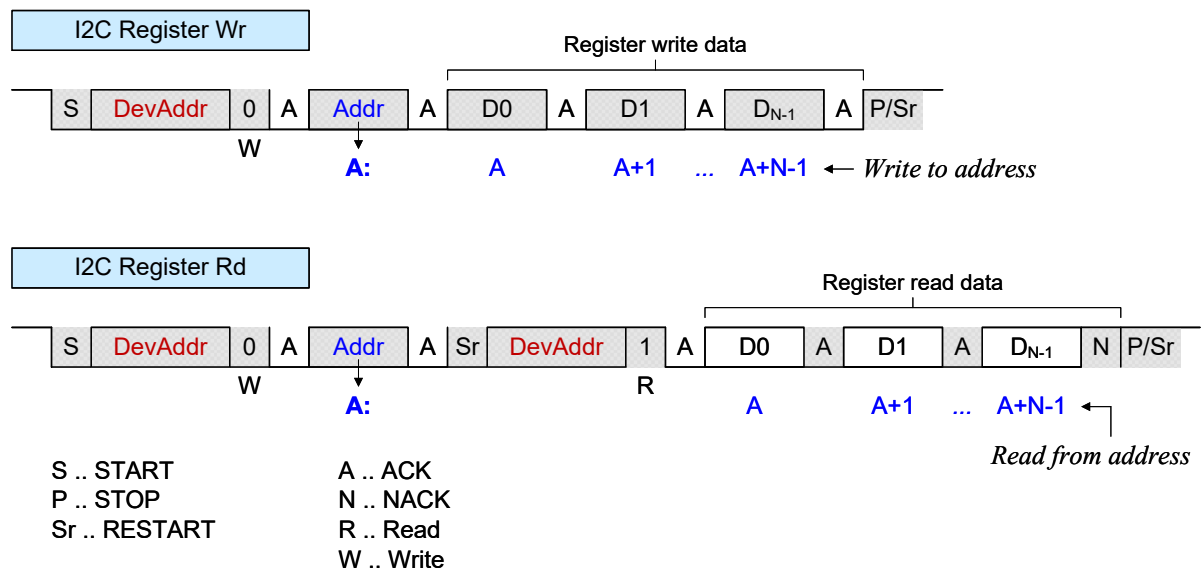 I2C Register Wr
Register write data
S DevAddr 0 A Addr A D0 A D1 A DN-1 A P/Sr
W
A: A A+1 ... A+N-1 Write to address
I2C Register Rd
Register read data
S DevAddr 0 A Addr A Sr DevAddr 1 A D0 A D1 A DN-1 N P/Sr
W R
A: A A+1 ... A+N-1
Read from address
S .. START A .. ACK
P .. STOP N .. NACK
Sr .. RESTART R .. Read
W .. Write